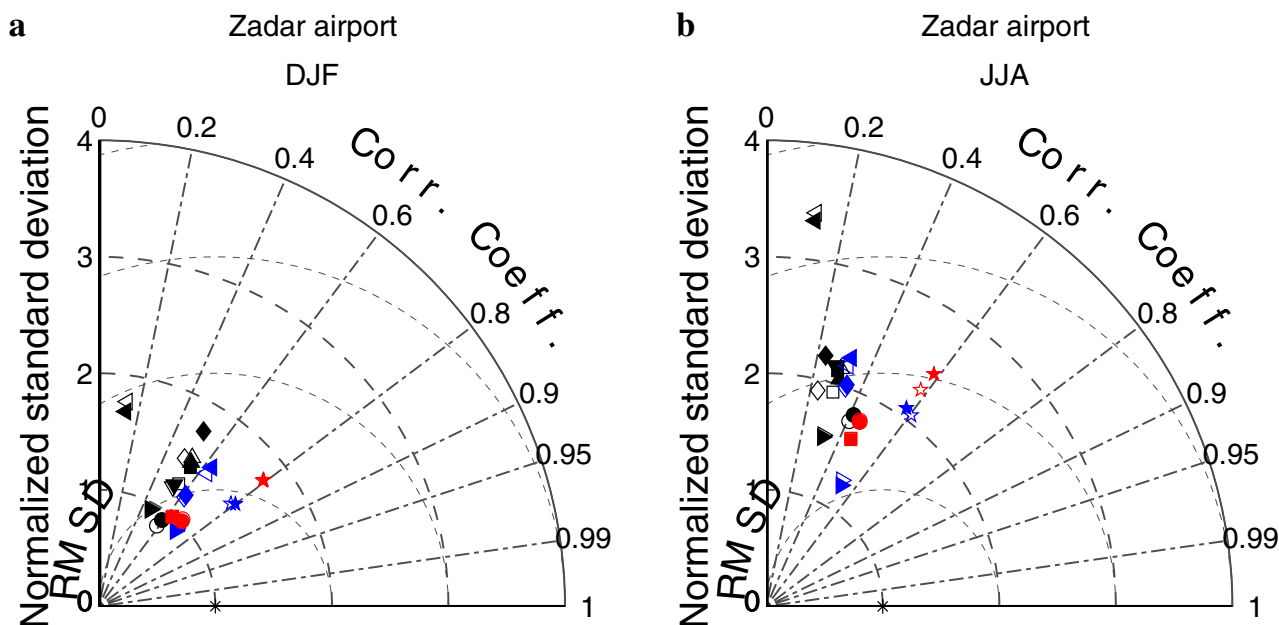 a
Zadar airport
DJF
Normalized standard deviation
RMSD
Corr. Coeff.
0
0.2
0.4
0.6
0.8
0.9
0.95
0.99
1
4
3
2
1
0
b
Zadar airport
JJA
Normalized standard deviation
RMSD
Corr. Coeff.
0
0.2
0.4
0.6
0.8
0.9
0.95
0.99
1
4
3
2
1
0